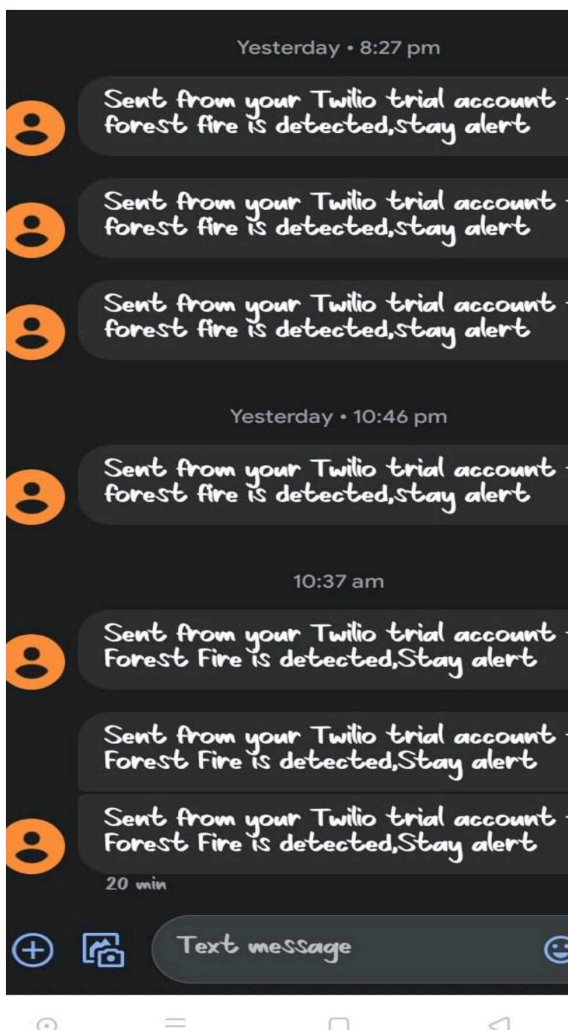 Yesterday • 8:27 pm
Sent from your Twilio trial account -
forest fire is detected,stay alert
Sent from your Twilio trial account -
forest fire is detected,stay alert
Sent from your Twilio trial account -
forest fire is detected,stay alert
Yesterday • 10:46 pm
Sent from your Twilio trial account -
forest fire is detected,stay alert
10:37 am
Sent from your Twilio trial account -
Forest Fire is detected,Stay alert
Sent from your Twilio trial account -
Forest Fire is detected,Stay alert
Sent from your Twilio trial account -
Forest Fire is detected,Stay alert
20 min
Text message